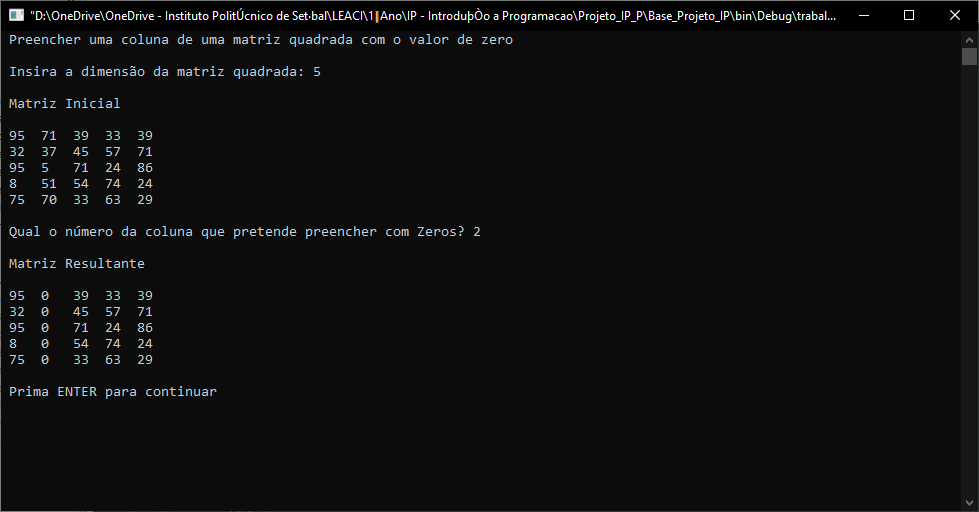 "D:\OneDrive\OneDrive - Instituto PolitÚcnico de Set·bal\LEACI\1║Ano\IP - IntroduþÒo a Programacao\Projeto_IP_P\Base_Projeto_IP\bin\Debug\trabal...
Preencher uma coluna de uma matriz quadrada com o valor de zero
Insira a dimensão da matriz quadrada: 5
Matriz Inicial
95 71 39 33 39
32 37 45 57 71
95 5 71 24 86
8 51 54 74 24
75 70 33 63 29
Qual o número da coluna que pretende preencher com Zeros? 2
Matriz Resultante
95 0 39 33 39
32 0 45 57 71
95 0 71 24 86
8 0 54 74 24
75 0 33 63 29
Prima ENTER para continuar